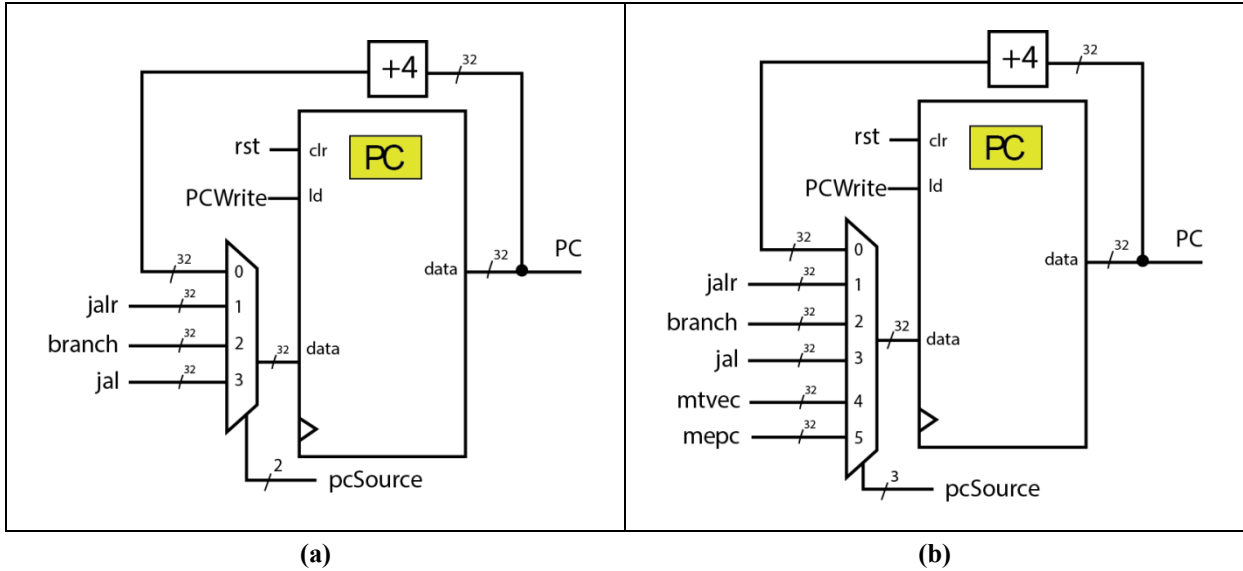 +4
32
rst
clr
PC
PCWrite
ld
32
0
jalr
32
1
branch
32
2
jal
32
3
32
data
data
32
PC
2
pcSource
(a)
+4
32
rst
clr
PC
PCWrite
ld
32
0
jalr
32
1
branch
32
2
jal
32
3
mtvec
32
4
mepc
32
5
32
data
data
32
PC
3
pcSource
(b)